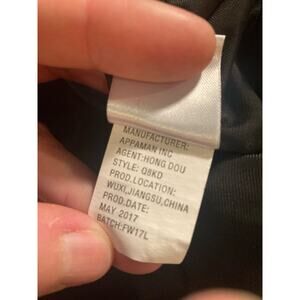 MANUFACTURER:
APPAMAN INC
AGENT:HONG DOU
STYLE: Q8KD
PROD.LOCATION:
WUXI,JIANGSU,CHINA
PROD.DATE:
MAY 2017
BATCH:FW17L